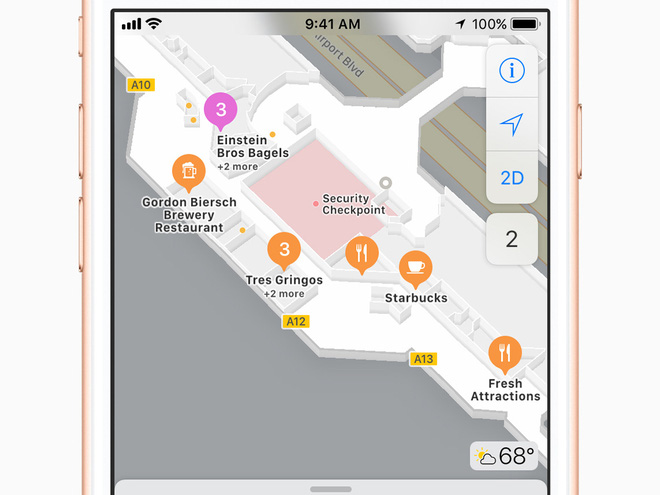 9:41 AM
100%
Airport Blvd
A10
3
Einstein
Bros Bagels
+2 more
2D
Security
Checkpoint
Gordon Biersch
Brewery
Restaurant
2
3
Tres Gringos
+2 more
Starbucks
A12
A13
Fresh
Attractions
68°